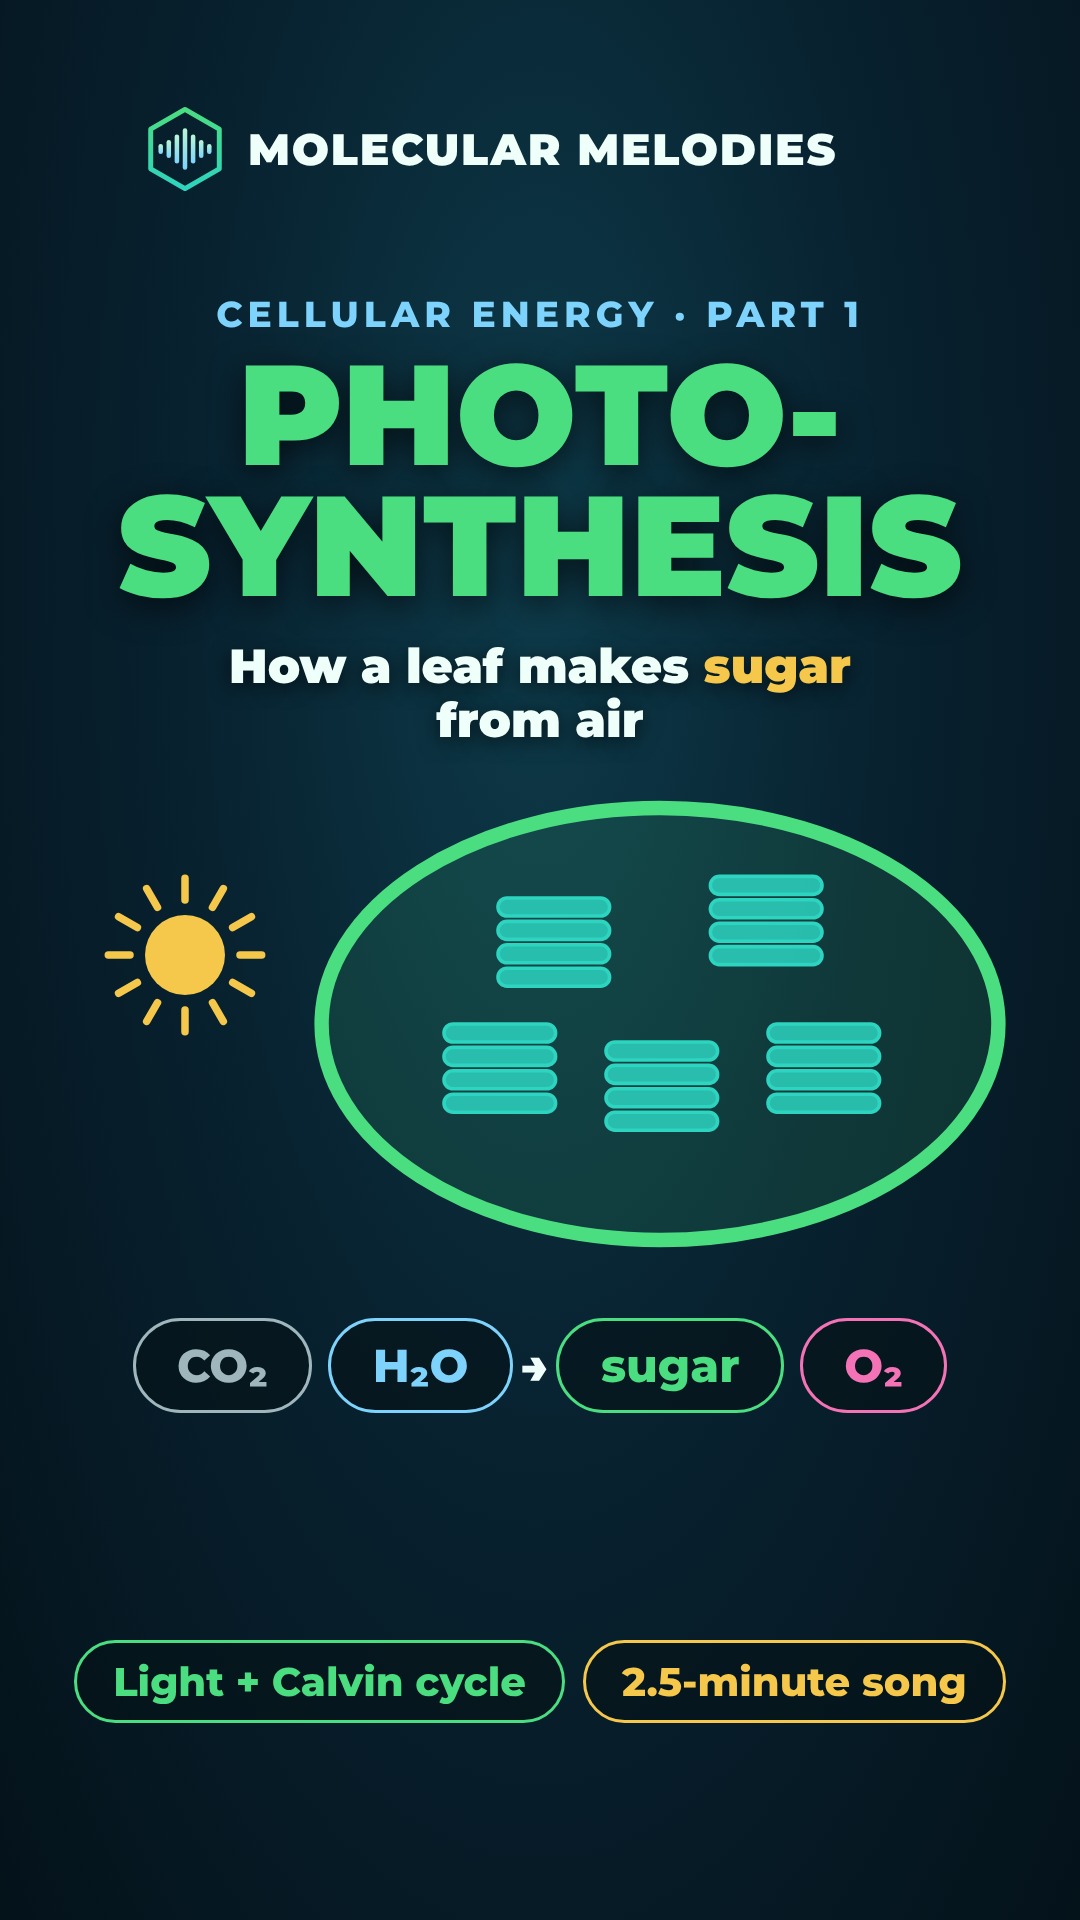 MOLECULAR MELODIES
CELLULAR ENERGY · PART 1
PHOTO-
SYNTHESIS
How a leaf makes sugar
from air
CO₂ H₂O → sugar O₂
Light + Calvin cycle 2.5-minute song